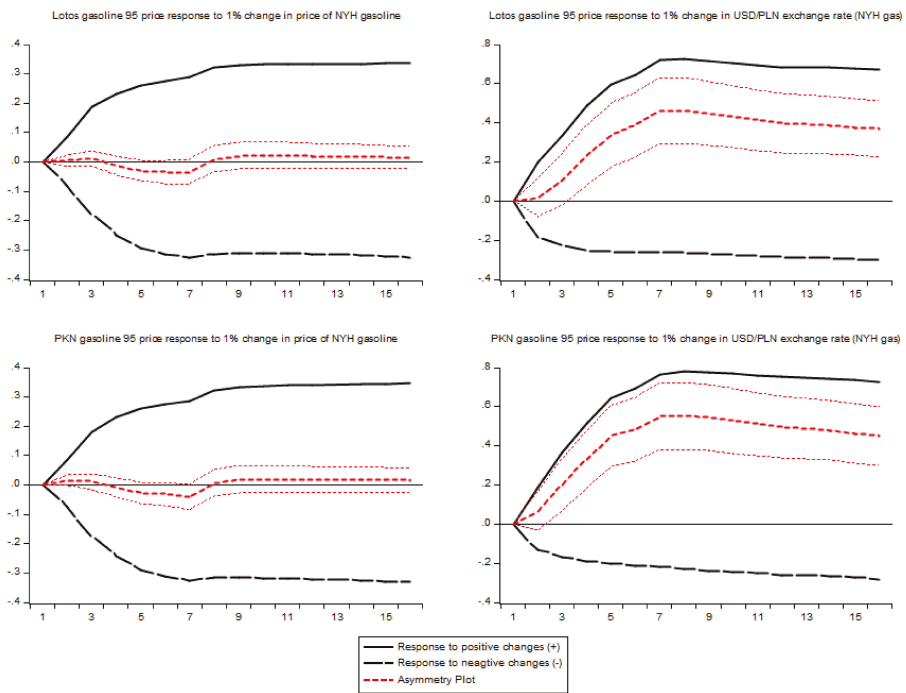 Lotos gasoline 95 price response to 1% change in price of NYH gasoline
.4
.3
.2
.1
.0
-.1
-.2
-.3
-.4
1 3 5 7 9 11 13 15
Lotos gasoline 95 price response to 1% change in USD/PLN exchange rate (NYH gas)
.8
.6
.4
.2
.0
-.2
-.4
1 3 5 7 9 11 13 15
PKN gasoline 95 price response to 1% change in price of NYH gasoline
.4
.3
.2
.1
.0
-.1
-.2
-.3
-.4
1 3 5 7 9 11 13 15
PKN gasoline 95 price response to 1% change in USD/PLN exchange rate (NYH gas)
.8
.6
.4
.2
.0
-.2
-.4
1 3 5 7 9 11 13 15
Response to positive changes (+)
Response to neagtive changes (-)
Asymmetry Plot